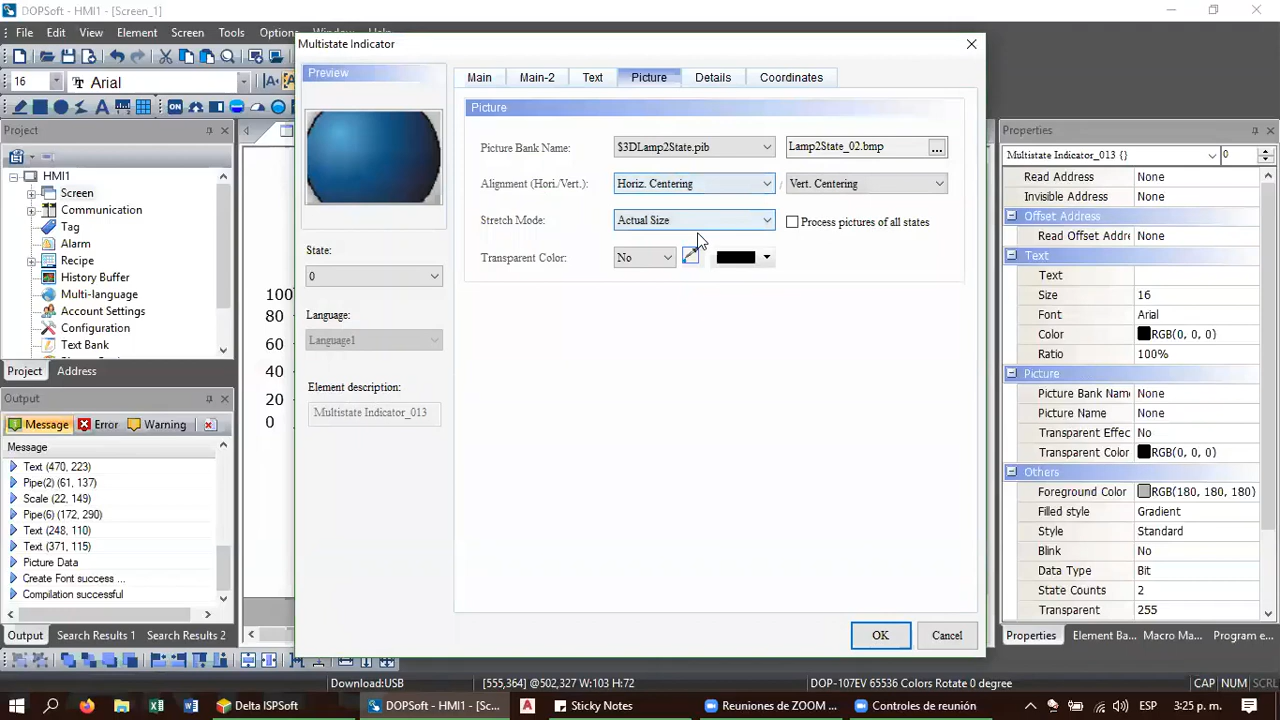 DOPSoft - HMI1 - [Screen_1]
File Edit View Element Screen Tools Option Window Help
16 Arial
Project
HMI1
Screen
Communication
Tag
Alarm
Recipe
History Buffer
Multi-language
Account Settings
Configuration
Text Bank
Project Address
Output
Message Error Warning
Message
Text (470, 223)
Pipe(2) (61, 137)
Scale (22, 149)
Pipe(6) (172, 290)
Text (248, 110)
Text (371, 115)
Picture Data
Create Font success ...
Compilation successful
Output Search Results 1 Search Results 2
100
80
60
40
20
0
Multistate Indicator
Preview
State:
0
Language:
Language1
Element description:
Multistate Indicator_013
Main Main-2 Text Picture Details Coordinates
Picture
Picture Bank Name: $3DLamp2State.pib Lamp2State_02.bmp ...
Alignment (Hori./Vert.): Horiz. Centering / Vert. Centering
Stretch Mode: Actual Size Process pictures of all states
Transparent Color: No
OK Cancel
Properties
Multistate Indicator_013 {} 0
Read Address None
Invisible Address None
Offset Address
Read Offset Addre None
Text
Text
Size 16
Font Arial
Color RGB(0, 0, 0)
Ratio 100%
Picture
Picture Bank Name None
Picture Name None
Transparent Effec No
Transparent Color RGB(0, 0, 0)
Others
Foreground Color RGB(180, 180, 180)
Filled style Gradient
Style Standard
Blink No
Data Type Bit
State Counts 2
Transparent 255
Properties Element Ba... Macro Ma... Program e...
Download:USB [555,364] @502,327 W:103 H:72 DOP-107EV 65536 Colors Rotate 0 degree CAP NUM SCRL
Delta ISPSoft DOPSoft - HMI1 - [Sc... Sticky Notes Reuniones de ZOOM ... Controles de reunión ESP 3:25 p. m.